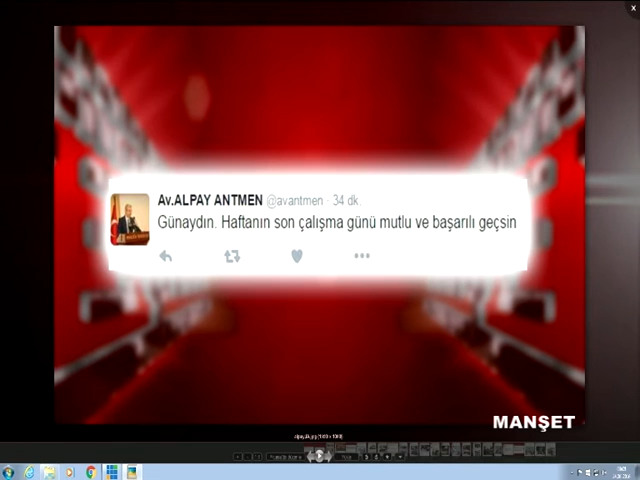 x
Av.ALPAY ANTMEN @avantmen · 34 dk.
Günaydın. Haftanın son çalışma günü mutlu ve başarılı geçsin
MANŞET